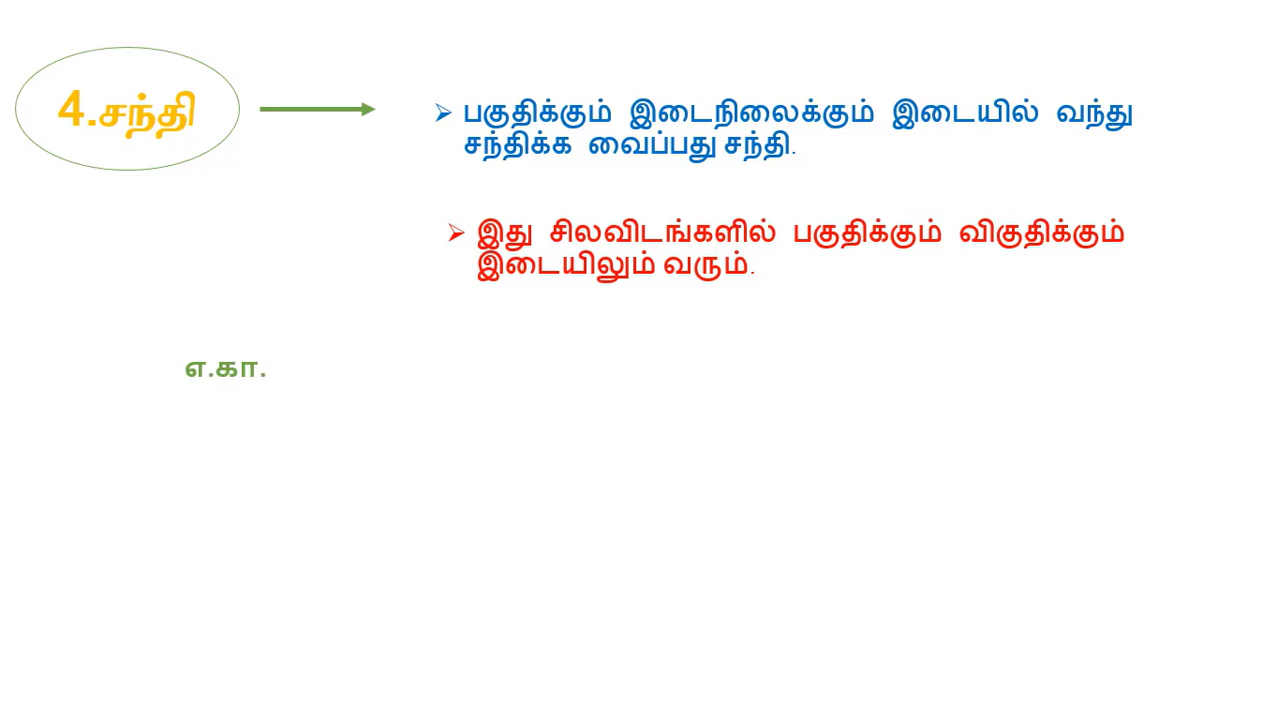 4.சந்தி
➢ பகுதிக்கும் இடைநிலைக்கும் இடையில் வந்து
சந்திக்க வைப்பது சந்தி.
➢ இது சிலவிடங்களில் பகுதிக்கும் விகுதிக்கும்
இடையிலும் வரும்.
எ.கா.